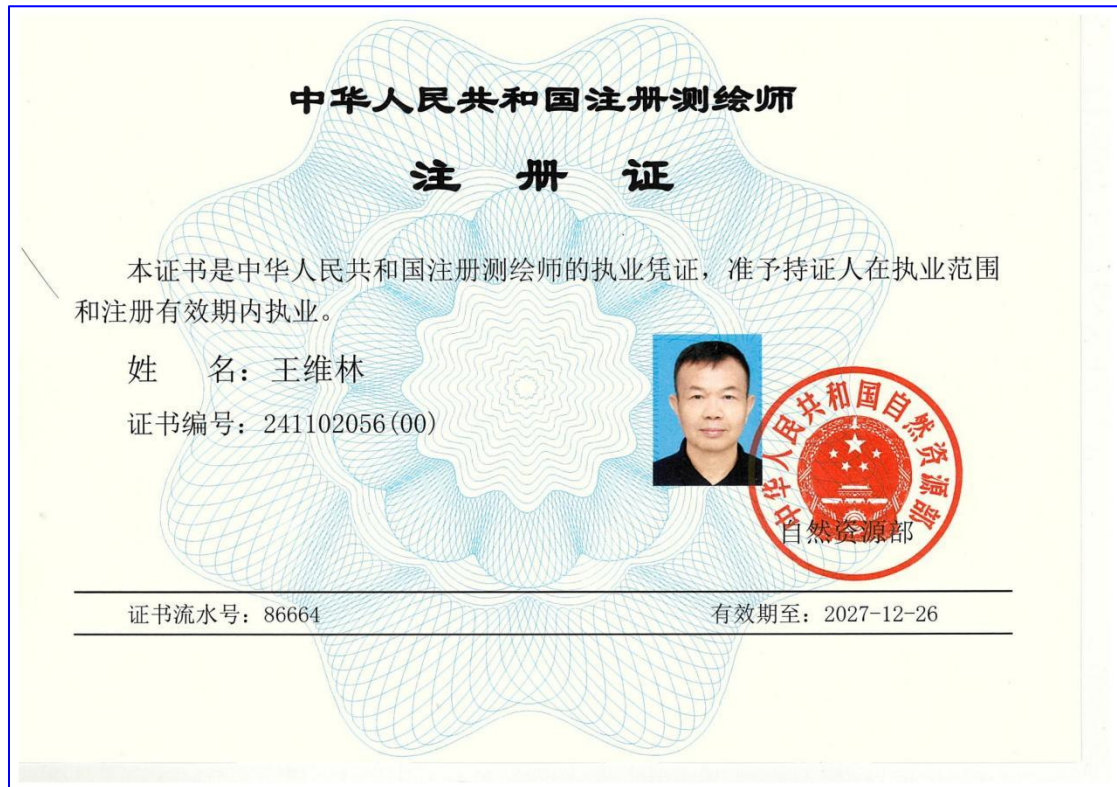 中华人民共和国注册测绘师
注 册 证
本证书是中华人民共和国注册测绘师的执业凭证，准予持证人在执业范围
和注册有效期内执业。
姓 名：王维林
证书编号：241102056(00)
中华人民共和国自然资源部
自然资源部
证书流水号：86664 有效期至：2027-12-26